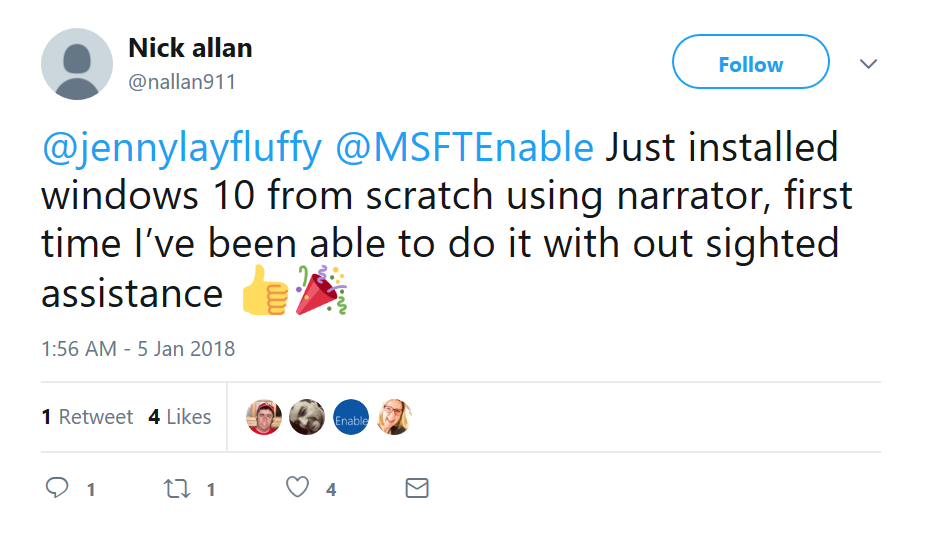 Nick allan
@nallan911
Follow
@jennylayfluffy @MSFTEnable Just installed
windows 10 from scratch using narrator, first
time I’ve been able to do it with out sighted
assistance 👍🎉
1:56 AM - 5 Jan 2018
1 Retweet 4 Likes
Enable
1 1 4